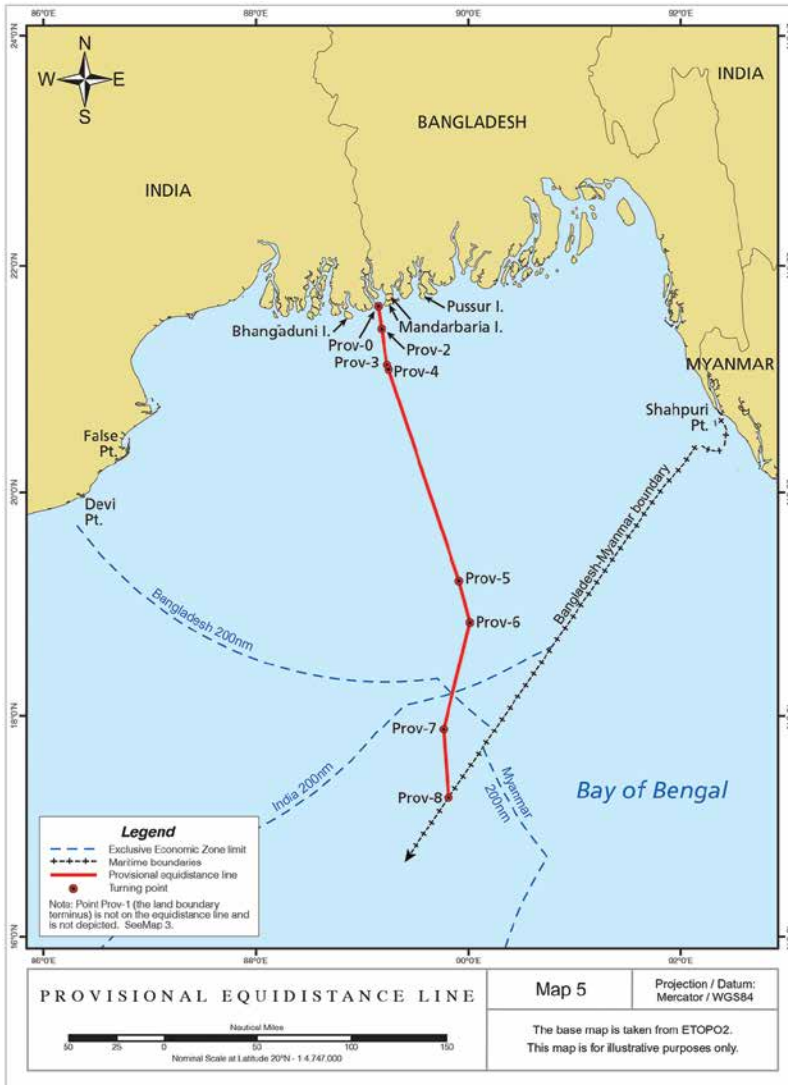 86°0'E
88°0'E
90°0'E
92°0'E
24°0'N
N
W E
S
INDIA
BANGLADESH
INDIA
22°0'N
Pussur I.
Bhangaduni I.
Mandarbaria I.
Prov-0
Prov-2
Prov-3
Prov-4
MYANMAR
Shahpuri
Pt.
False
Pt.
20°0'N
Devi
Pt.
Bangladesh-Myanmar boundary
Prov-5
Bangladesh 200nm
Prov-6
18°0'N
Prov-7
India 200nm
Myanmar
200nm
Prov-8
Bay of Bengal
Legend
Exclusive Economic Zone limit
Maritime boundaries
Provisional equidistance line
Turning point
Note: Point Prov-1 (the land boundary
terminus) is not on the equidistance line and
is not depicted. SeeMap 3.
16°0'N
86°0'E
88°0'E
90°0'E
92°0'E
PROVISIONAL EQUIDISTANCE LINE
Nautical Miles
50 25 0 50 100 150
Nominal Scale at Latitude 20°N - 1:4.747.000
Map 5
Projection / Datum:
Mercator / WGS84
The base map is taken from ETOPO2.
This map is for illustrative purposes only.